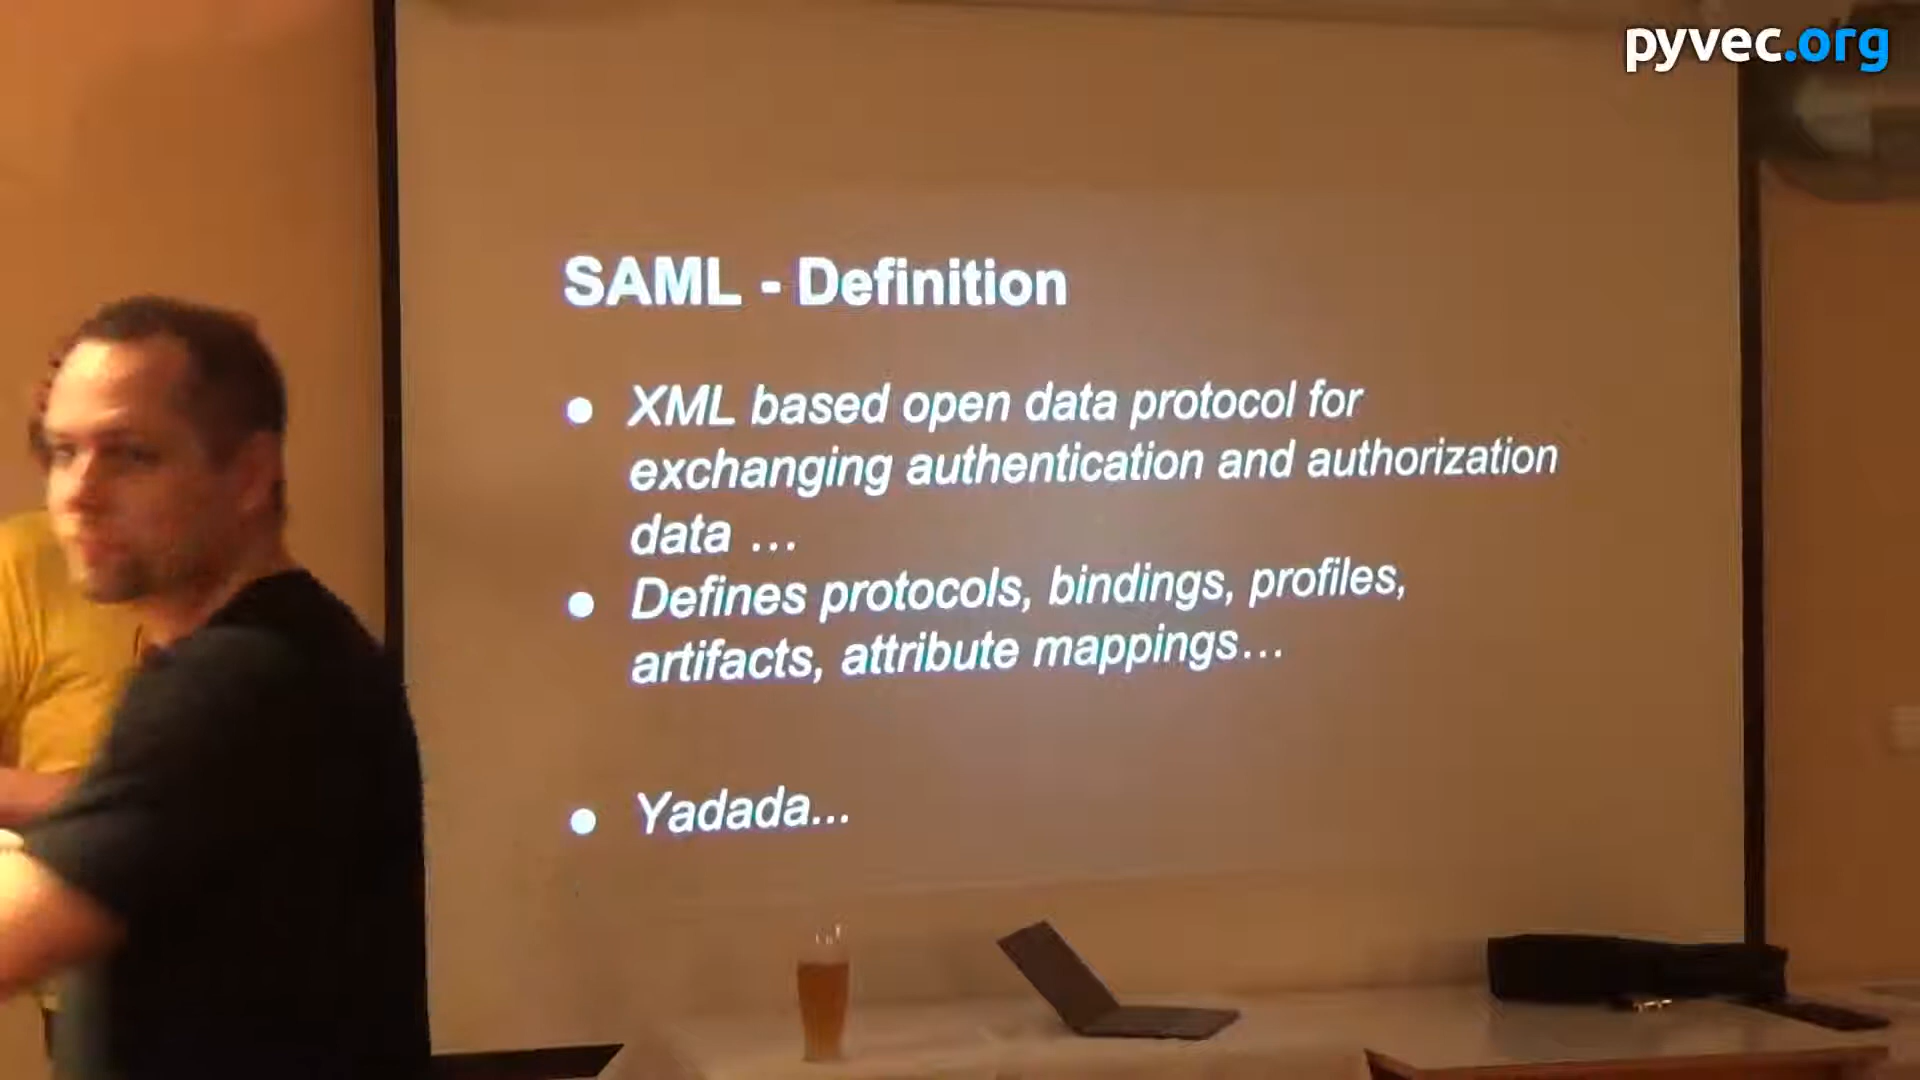 pyvec.org
SAML - Definition
● XML based open data protocol for
exchanging authentication and authorization
data ...
● Defines protocols, bindings, profiles,
artifacts, attribute mappings...
● Yadada...